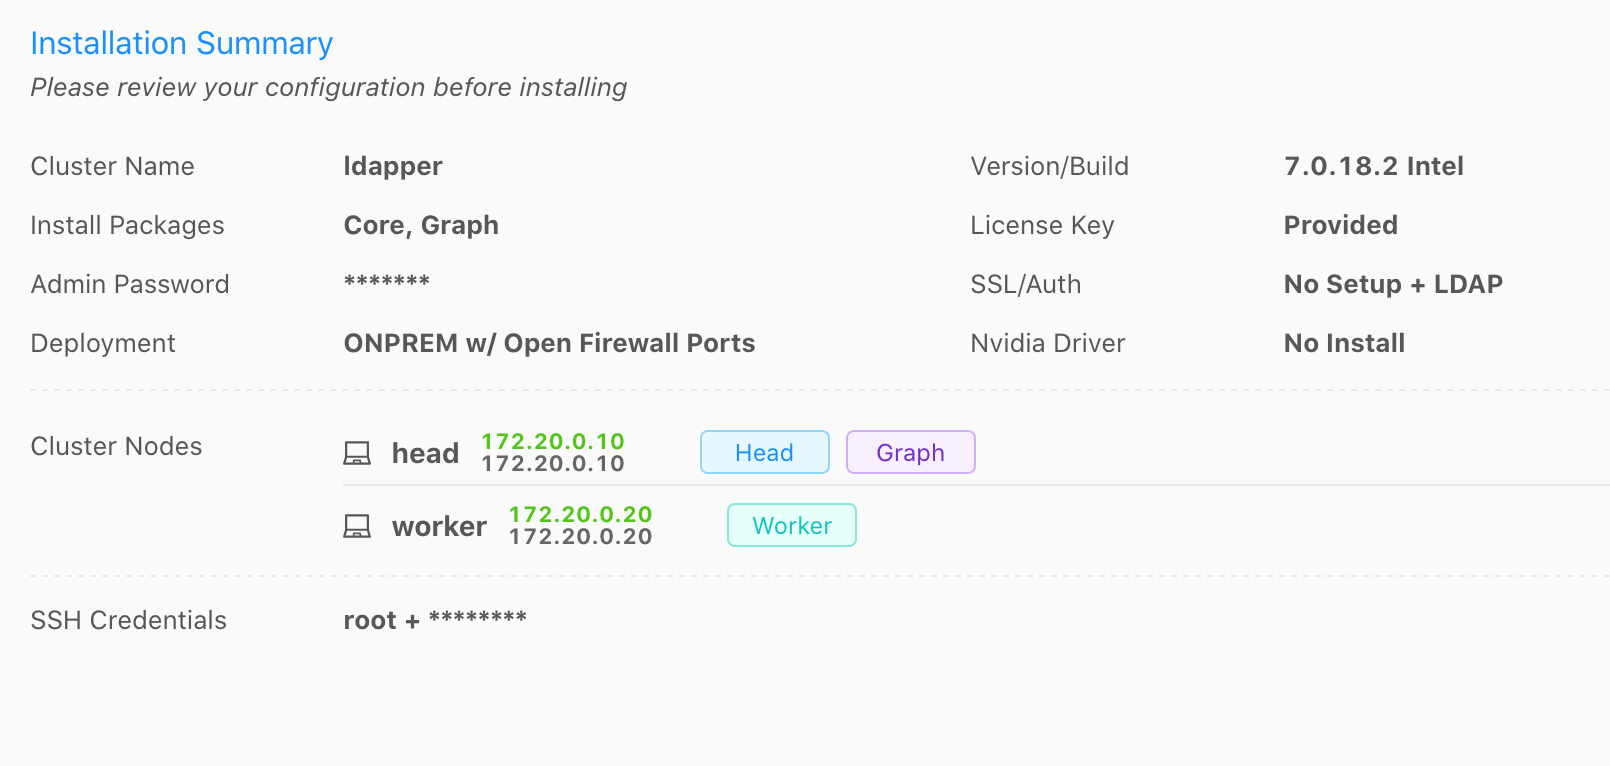 Installation Summary
Please review your configuration before installing
Cluster Name ldapper Version/Build 7.0.18.2 Intel
Install Packages Core, Graph License Key Provided
Admin Password ******* SSL/Auth No Setup + LDAP
Deployment ONPREM w/ Open Firewall Ports Nvidia Driver No Install
Cluster Nodes head 172.20.0.10 Head Graph
172.20.0.10
worker 172.20.0.20 Worker
172.20.0.20
SSH Credentials root + ********